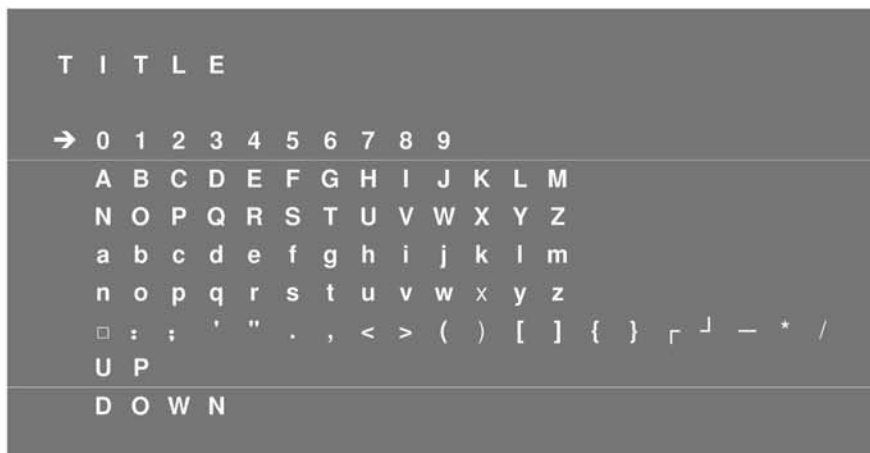 T I T L E
➔ 0 1 2 3 4 5 6 7 8 9
A B C D E F G H I J K L M
N O P Q R S T U V W X Y Z
a b c d e f g h i j k l m
n o p q r s t u v w x y z
□ : ; ' " . , < > ( ) [ ] { } ┌ ┘ — * /
U P
D O W N